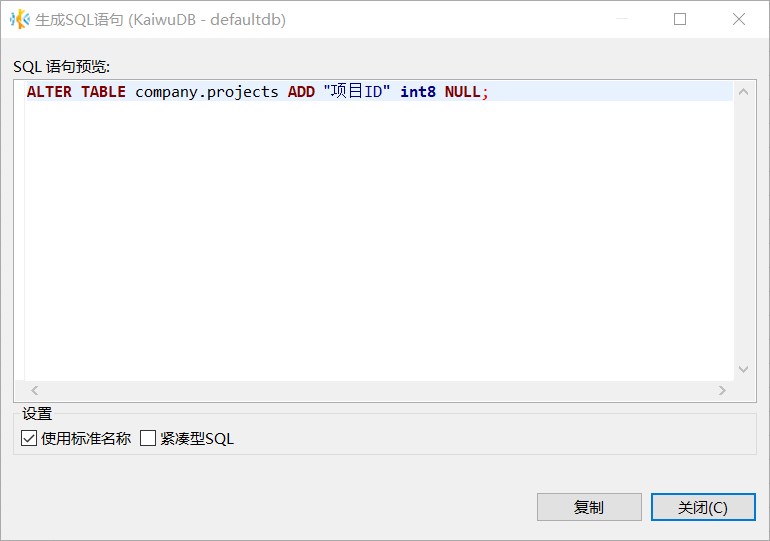 生成SQL语句 (KaiwuDB - defaultdb)
SQL 语句预览:
ALTER TABLE company.projects ADD "项目ID" int8 NULL;
设置
使用标准名称 紧凑型SQL
复制 关闭(C)